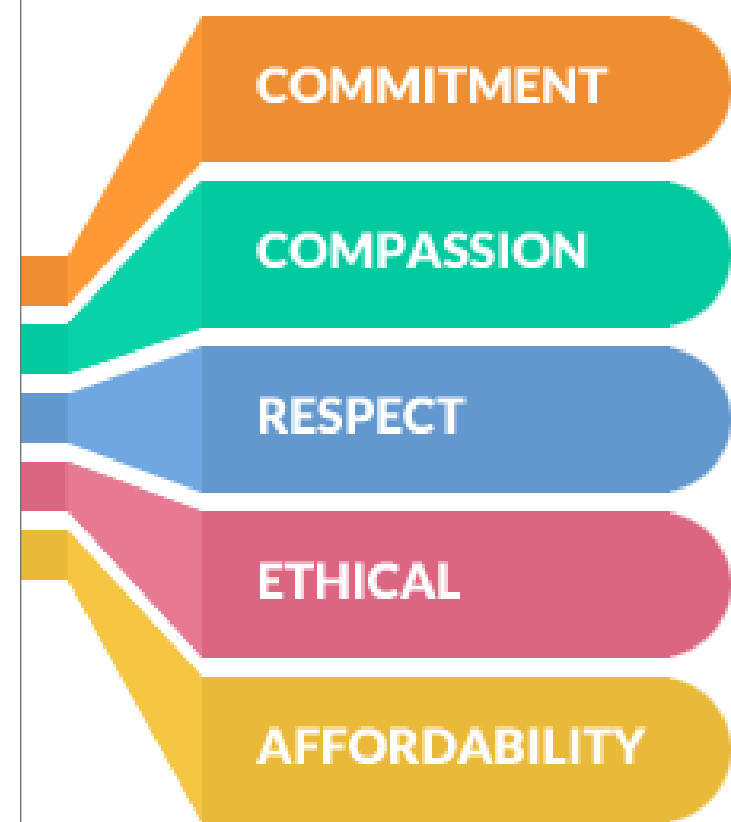 COMMITMENT
COMPASSION
RESPECT
ETHICAL
AFFORDABILITY